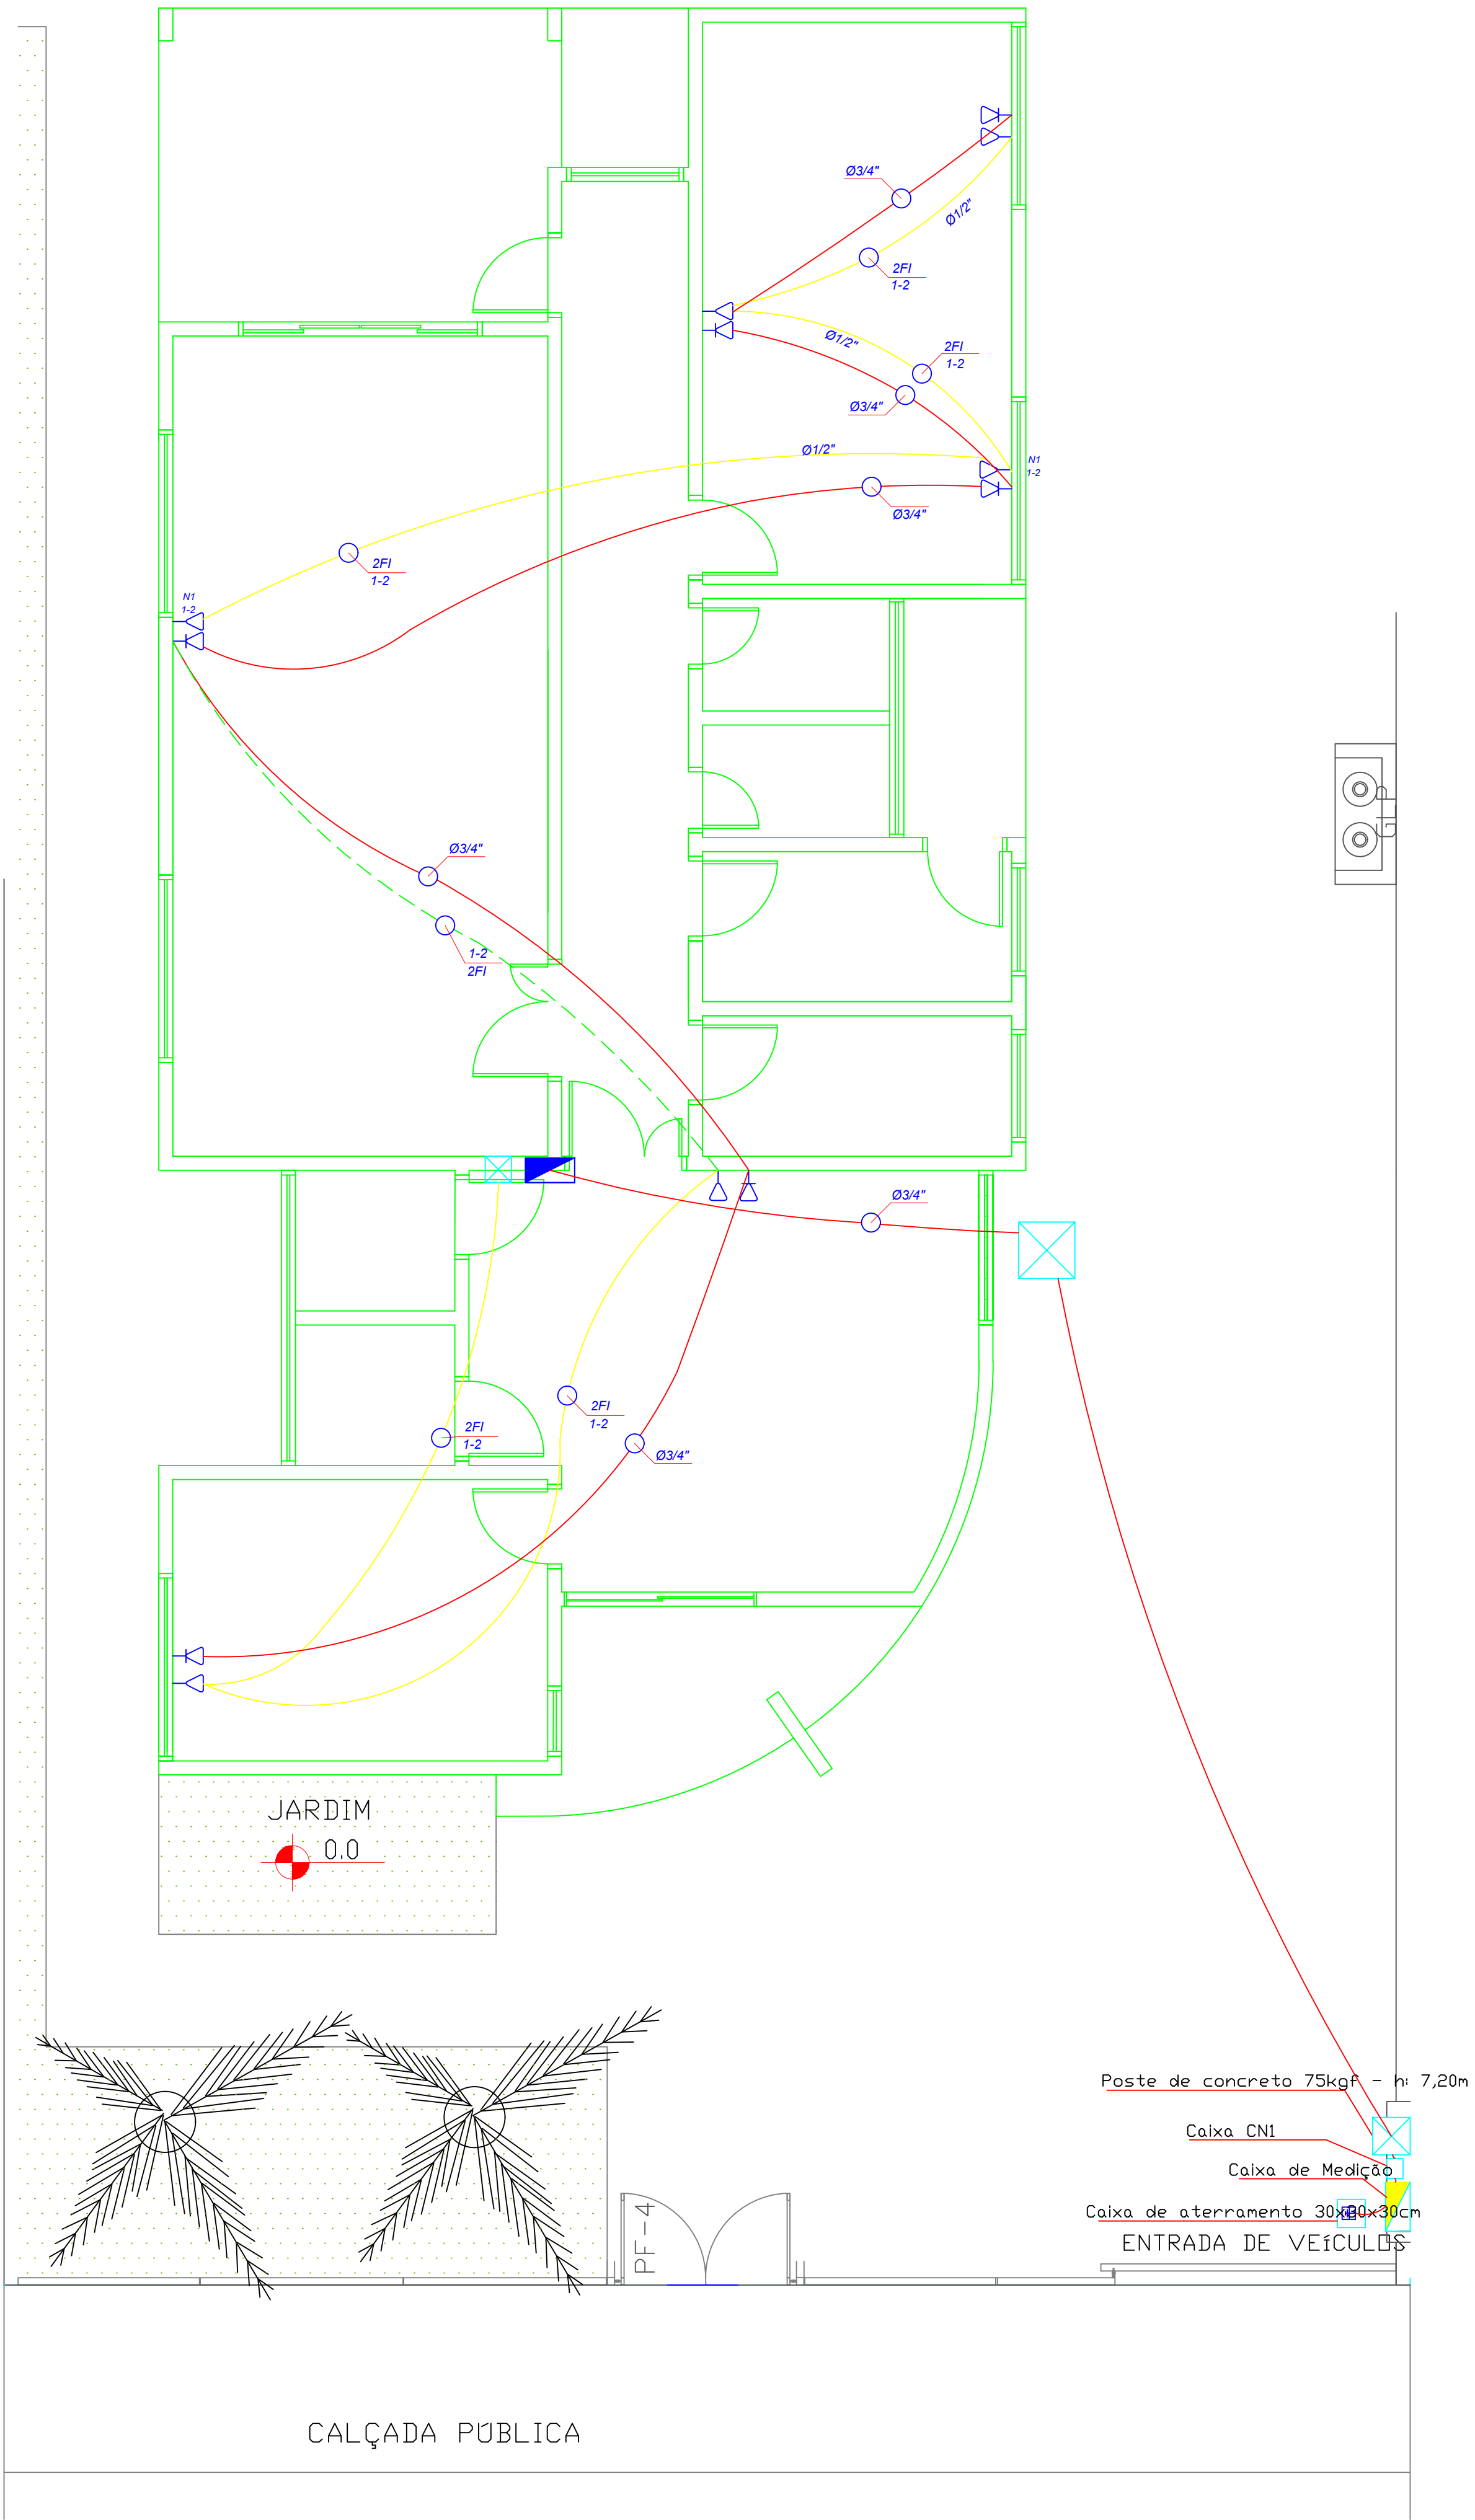 Ø3/4"
Ø1/2"
2FI
1-2
Ø1/2"
2FI
1-2
Ø3/4"
Ø1/2"
N1
1-2
Ø3/4"
2FI
1-2
N1
1-2
GLP
Ø3/4"
1-2
2FI
Ø3/4"
2FI
1-2
2FI
1-2
Ø3/4"
JARDIM
0.0
Poste de concreto 75kgf - h: 7,20m
Caixa CN1
Caixa de Medição
Caixa de aterramento 30x30x30cm
PF-4
ENTRADA DE VEÍCULOS
CALÇADA PÚBLICA